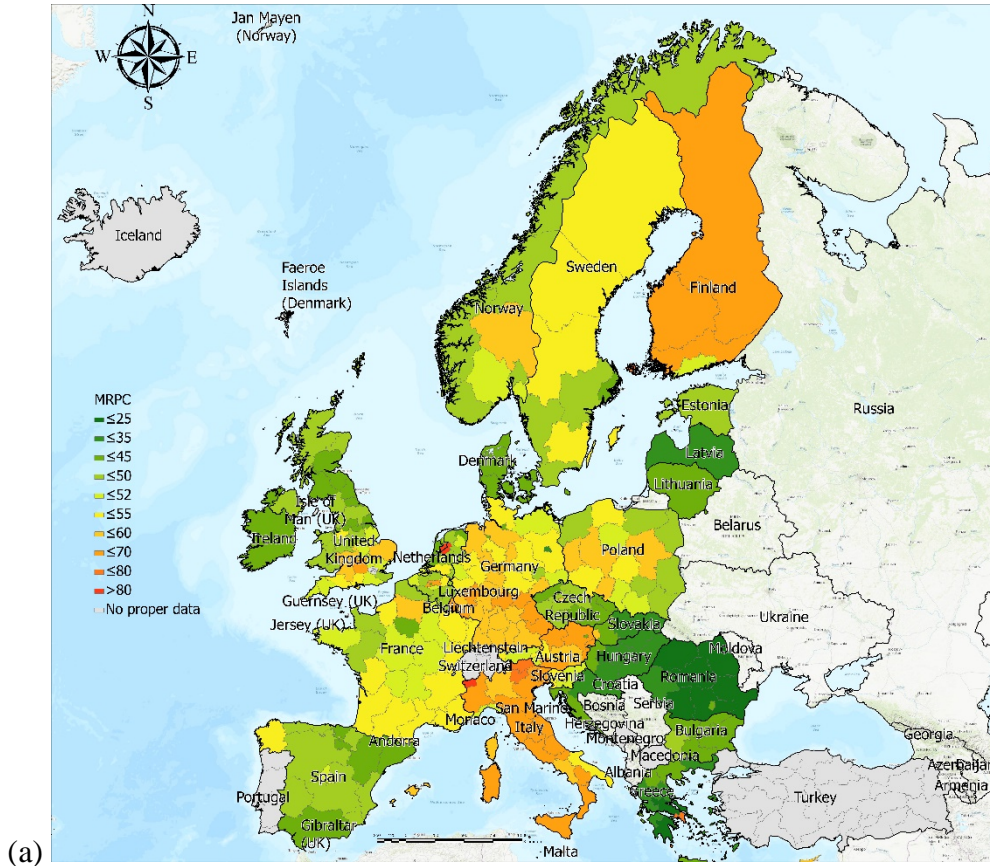 Jan Mayen
(Norway)
N
W
E
S
Iceland
Faeroe
Islands
(Denmark)
Sweden
Finland
Norway
MRPC
≤25
≤35
≤45
≤50
≤52
≤55
≤60
≤70
≤80
>80
No proper data
Estonia
Russia
Latvia
Denmark
Lithuania
Isle of
Man (UK)
Ireland
United
Kingdom
Netherlands
Belarus
Poland
Germany
Guernsey (UK)
Luxembourg
Belgium
Czech
Republic
Ukraine
Jersey (UK)
Slovakia
France
Liechtenstein
Switzerland
Austria
Hungary
Moldova
Slovenia
Romania
Croatia
San Marino
Bosnia
Serbia
Monaco
Italy
Herzegovina
Montenegro
Bulgaria
Andorra
Macedonia
Georgia
Albania
Armenia
Spain
Portugal
Greece
Turkey
Gibraltar
(UK)
Malta
(a)